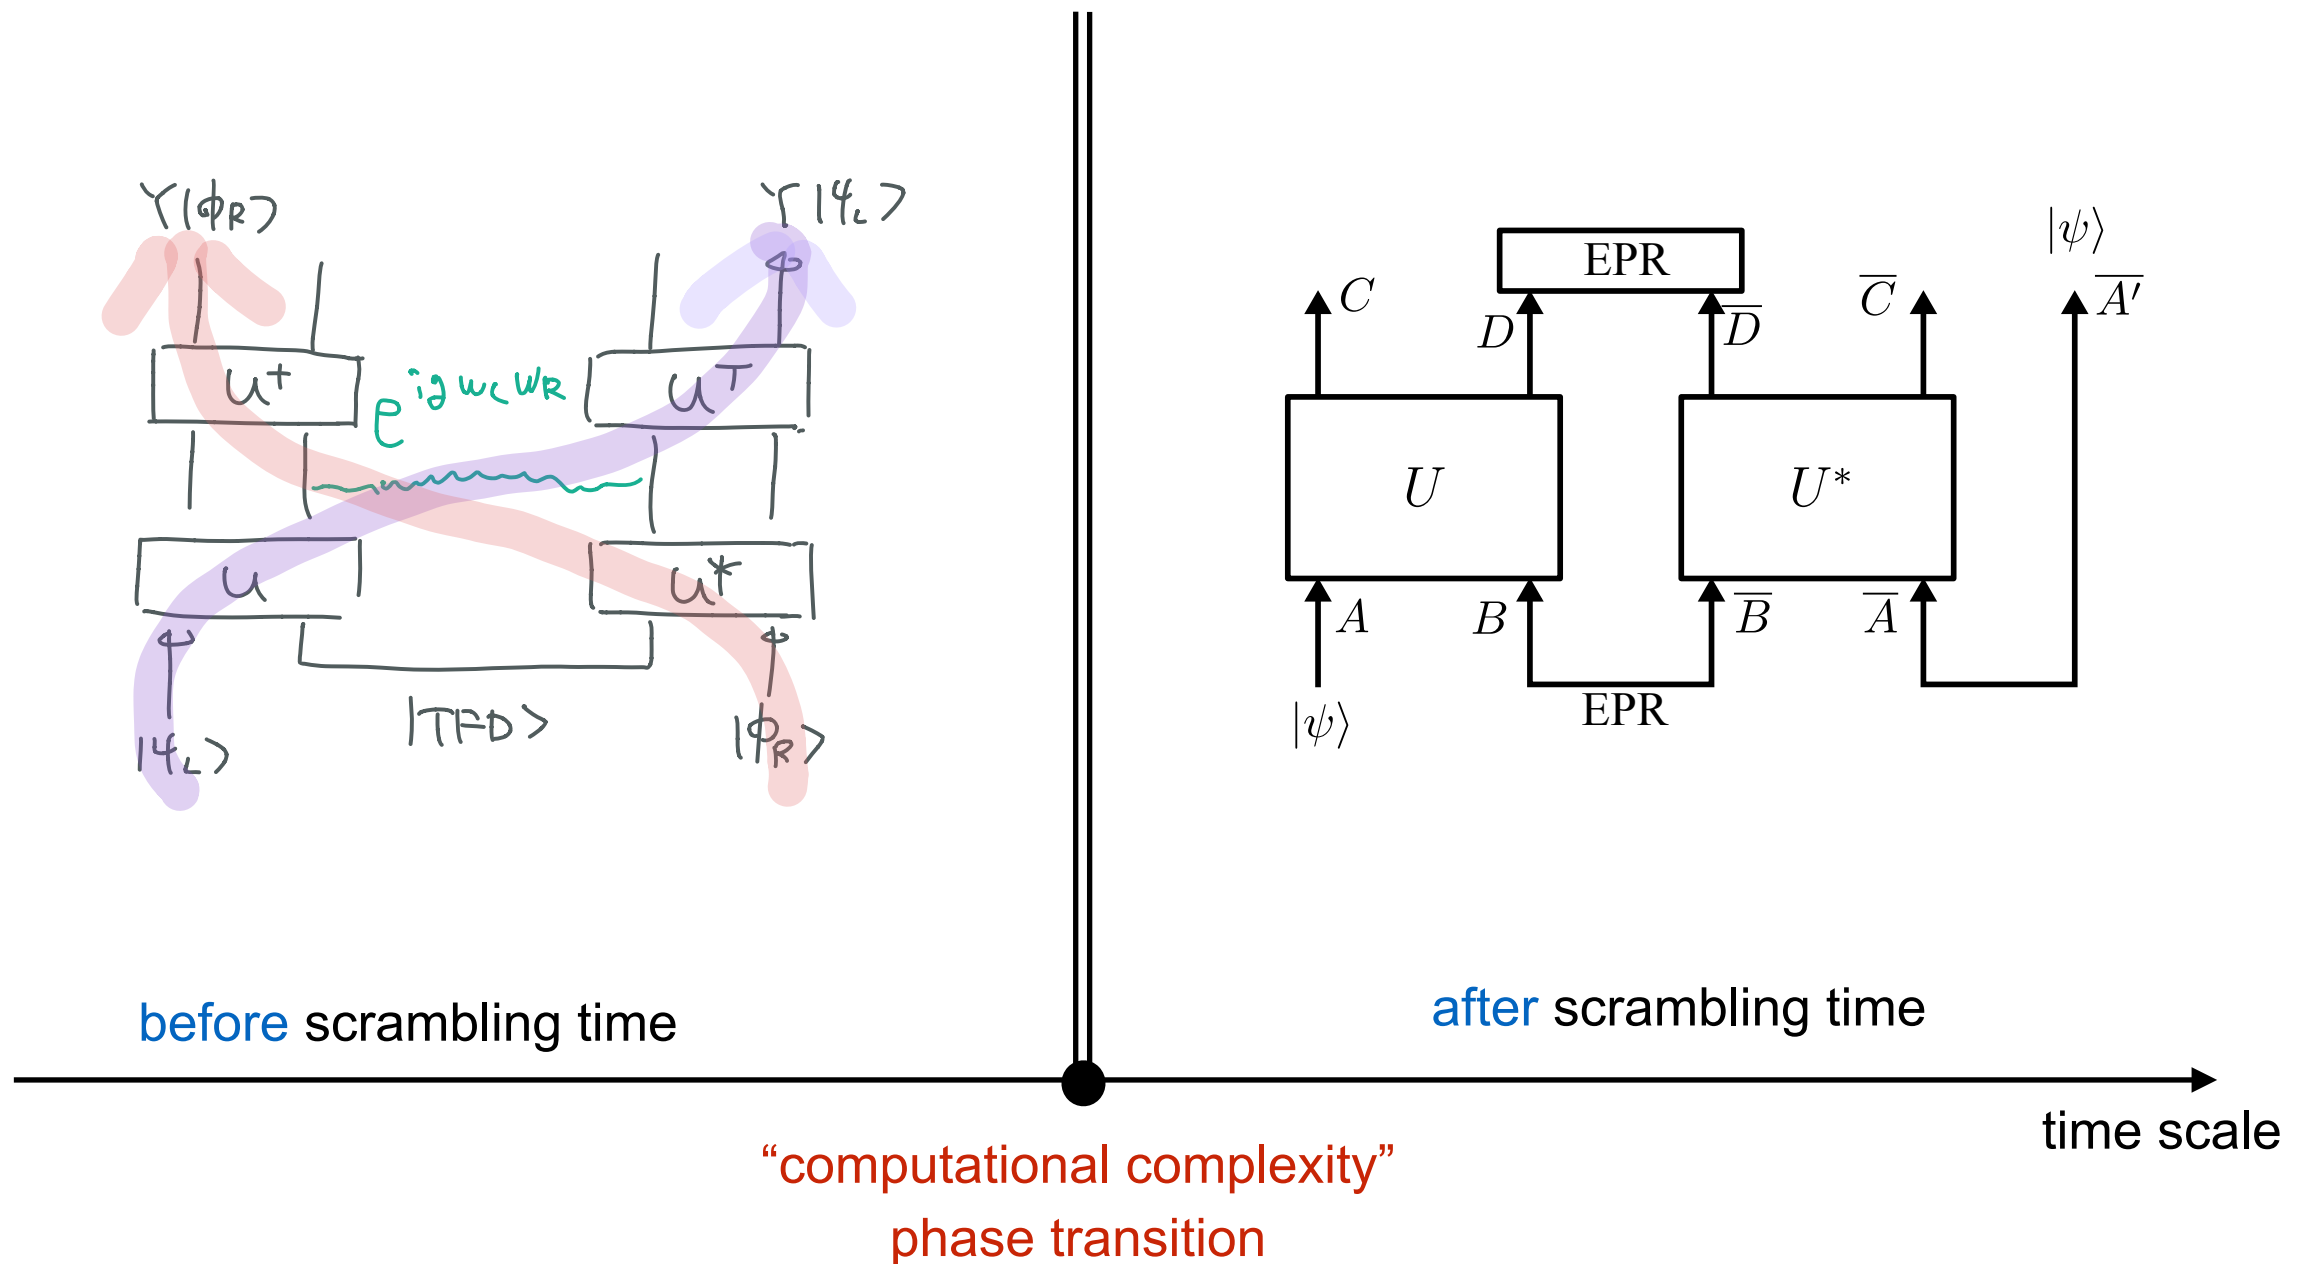 Y|ϕR⟩
Y|ψL⟩
U†
e^{igWLWR}
U^T
U
U*
|ψL⟩
|TFD⟩
|ϕR⟩
EPR
|ψ⟩
C
D
D̅
C̅
A̅'̅
U
U*
A
B
B̅
A̅
|ψ⟩
EPR
before scrambling time
after scrambling time
time scale
“computational complexity”
phase transition